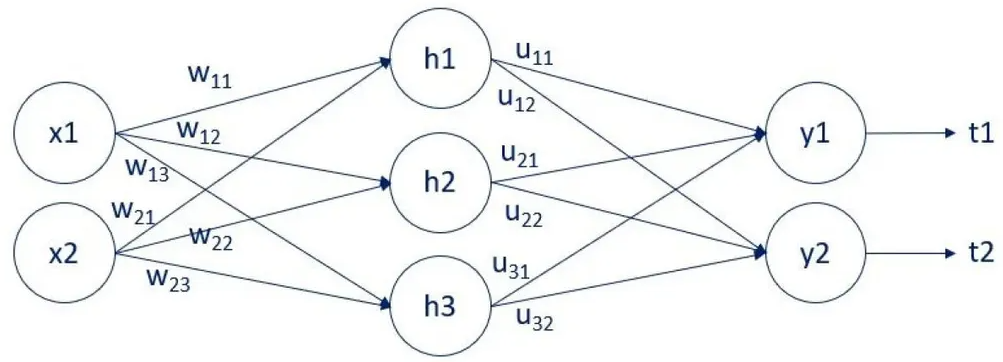 x1
x2
w₁₁
w₁₂
w₁₃
w₂₁
w₂₂
w₂₃
h1
h2
h3
u₁₁
u₁₂
u₂₁
u₂₂
u₃₁
u₃₂
y1
y2
t1
t2